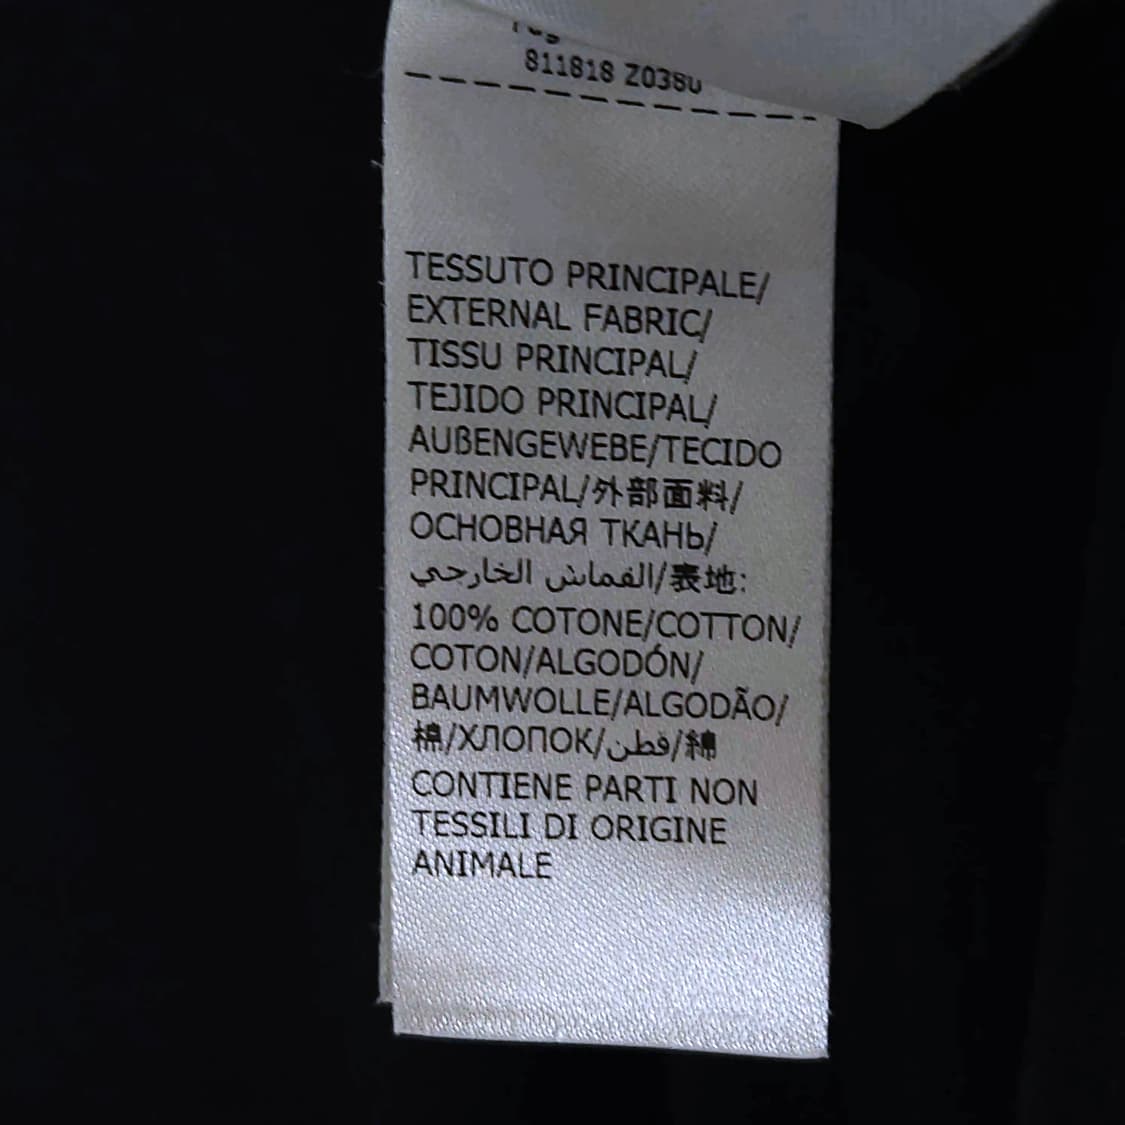 811818 Z0380
TESSUTO PRINCIPALE/
EXTERNAL FABRIC/
TISSU PRINCIPAL/
TEJIDO PRINCIPAL/
AUßENGEWEBE/TECIDO
PRINCIPAL/外部面料/
ОСНОВНАЯ ТКАНЬ/
القماش الخارجي/表地:
100% COTONE/COTTON/
COTON/ALGODÓN/
BAUMWOLLE/ALGODÃO/
棉/ХЛОПОК/قطن/綿
CONTIENE PARTI NON
TESSILI DI ORIGINE
ANIMALE